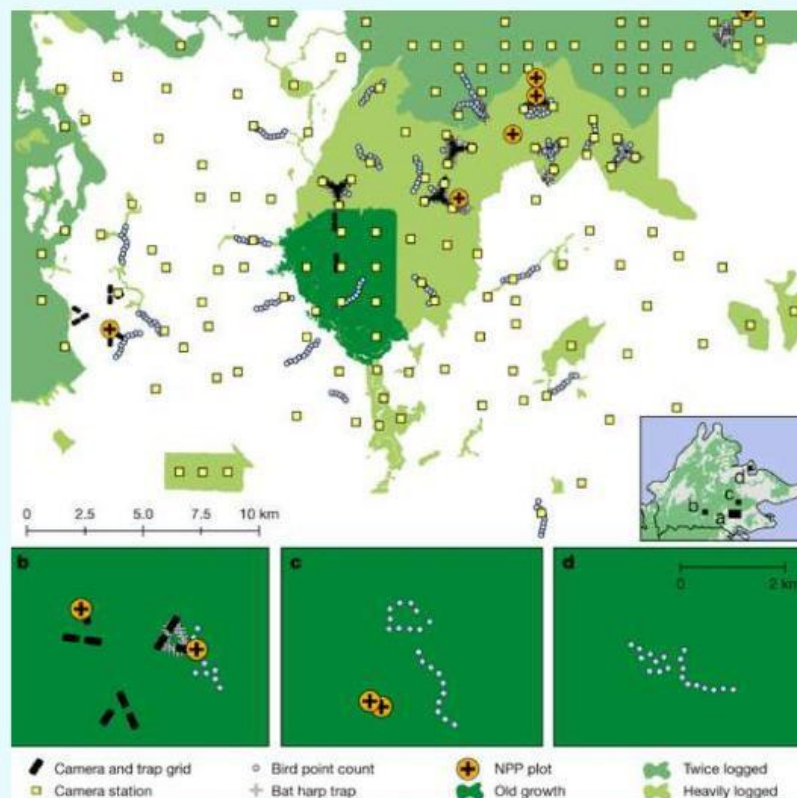 d
c
b
a
0 2.5 5.0 7.5 10 km
b
c
d
0 2 km
Camera and trap grid
Bird point count
NPP plot
Twice logged
Camera station
Bat harp trap
Old growth
Heavily logged